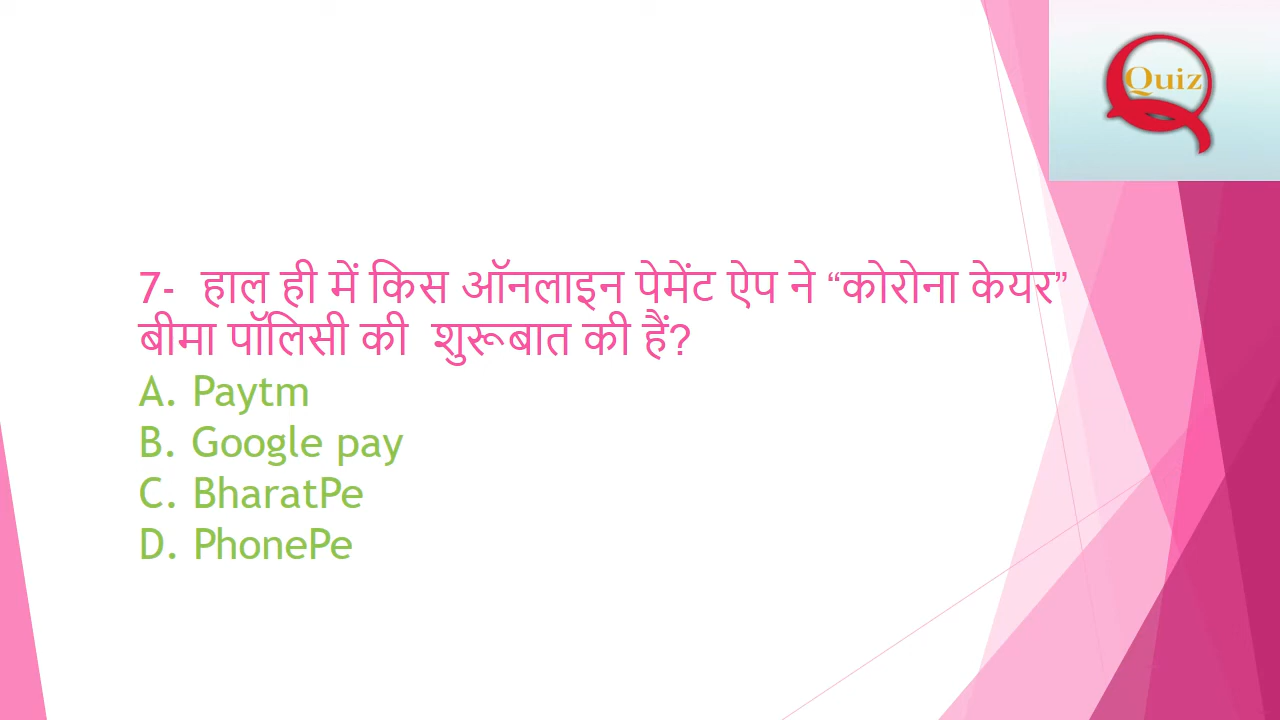 Quiz
7- हाल ही में किस ऑनलाइन पेमेंट ऐप ने “कोरोना केयर”
बीमा पॉलिसी की शुरूबात की हैं?
A. Paytm
B. Google pay
C. BharatPe
D. PhonePe